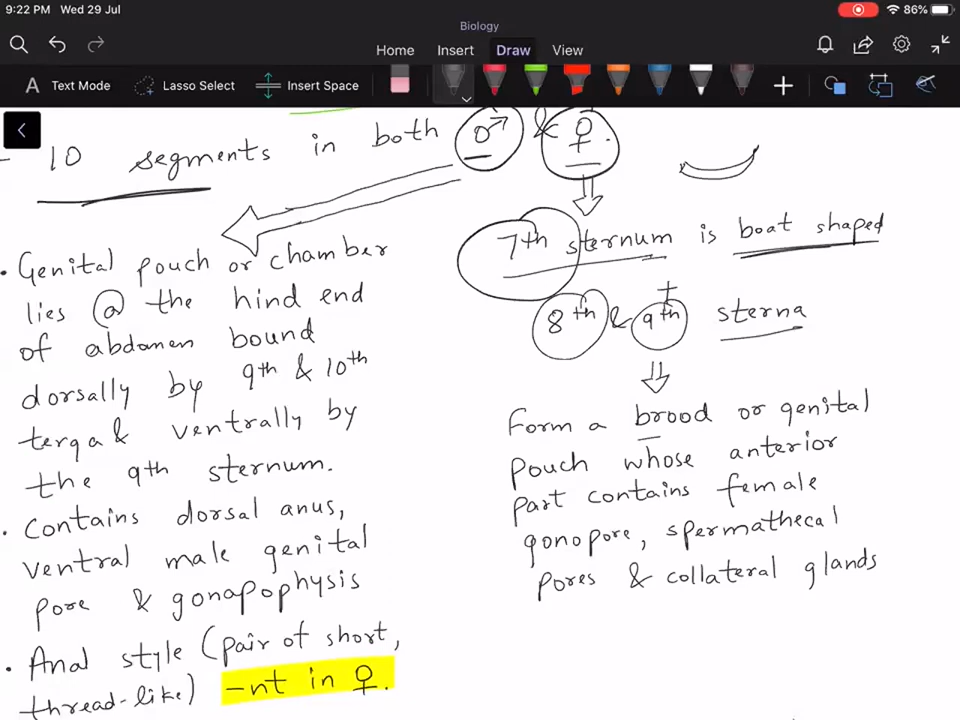 9:22 PM Wed 29 Jul
86%
Biology
Home Insert Draw View
Text Mode Lasso Select Insert Space
- 10 segments in both ♂ & ♀.
• Genital pouch or chamber
lies @ the hind end
of abdomen bound
dorsally by 9th & 10th
terga & ventrally by
the 9th sternum.
• Contains dorsal anus,
ventral male genital
pore & gonapophysis
• Anal style (pair of short,
thread-like) -nt in ♀.
7th sternum is boat shaped
8th & 9th sterna
Form a brood or genital
pouch whose anterior
part contains female
gonopore, spermathecal
pores & collateral glands